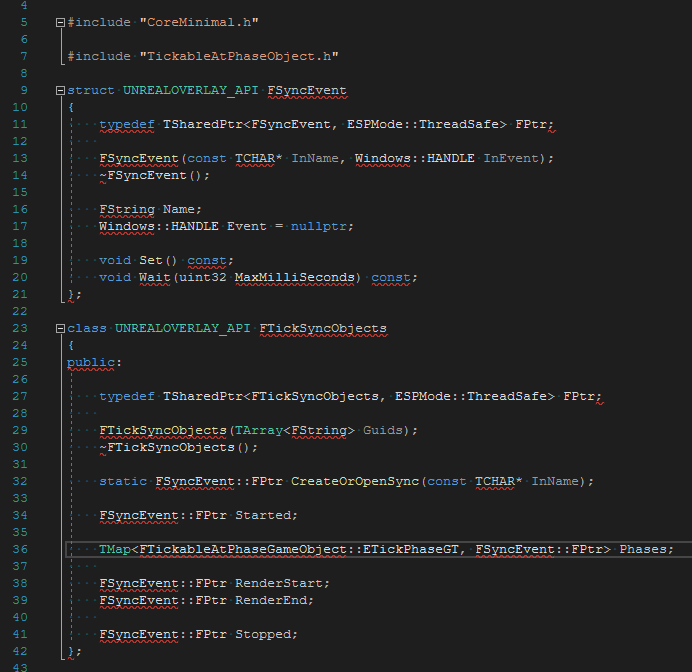 4
5 #include "CoreMinimal.h"
6
7 #include "TickableAtPhaseObject.h"
8
9 struct UNREALOVERLAY_API FSyncEvent
10 {
11 typedef TSharedPtr<FSyncEvent, ESPMode::ThreadSafe> FPtr;
12
13 FSyncEvent(const TCHAR* InName, Windows::HANDLE InEvent);
14 ~FSyncEvent();
15
16 FString Name;
17 Windows::HANDLE Event = nullptr;
18
19 void Set() const;
20 void Wait(uint32 MaxMilliSeconds) const;
21 };
22
23 class UNREALOVERLAY_API FTickSyncObjects
24 {
25 public:
26
27 typedef TSharedPtr<FTickSyncObjects, ESPMode::ThreadSafe> FPtr;
28
29 FTickSyncObjects(TArray<FString> Guids);
30 ~FTickSyncObjects();
31
32 static FSyncEvent::FPtr CreateOrOpenSync(const TCHAR* InName);
33
34 FSyncEvent::FPtr Started;
35
36 TMap<FTickableAtPhaseGameObject::ETickPhaseGT, FSyncEvent::FPtr> Phases;
37
38 FSyncEvent::FPtr RenderStart;
39 FSyncEvent::FPtr RenderEnd;
40
41 FSyncEvent::FPtr Stopped;
42 };
43